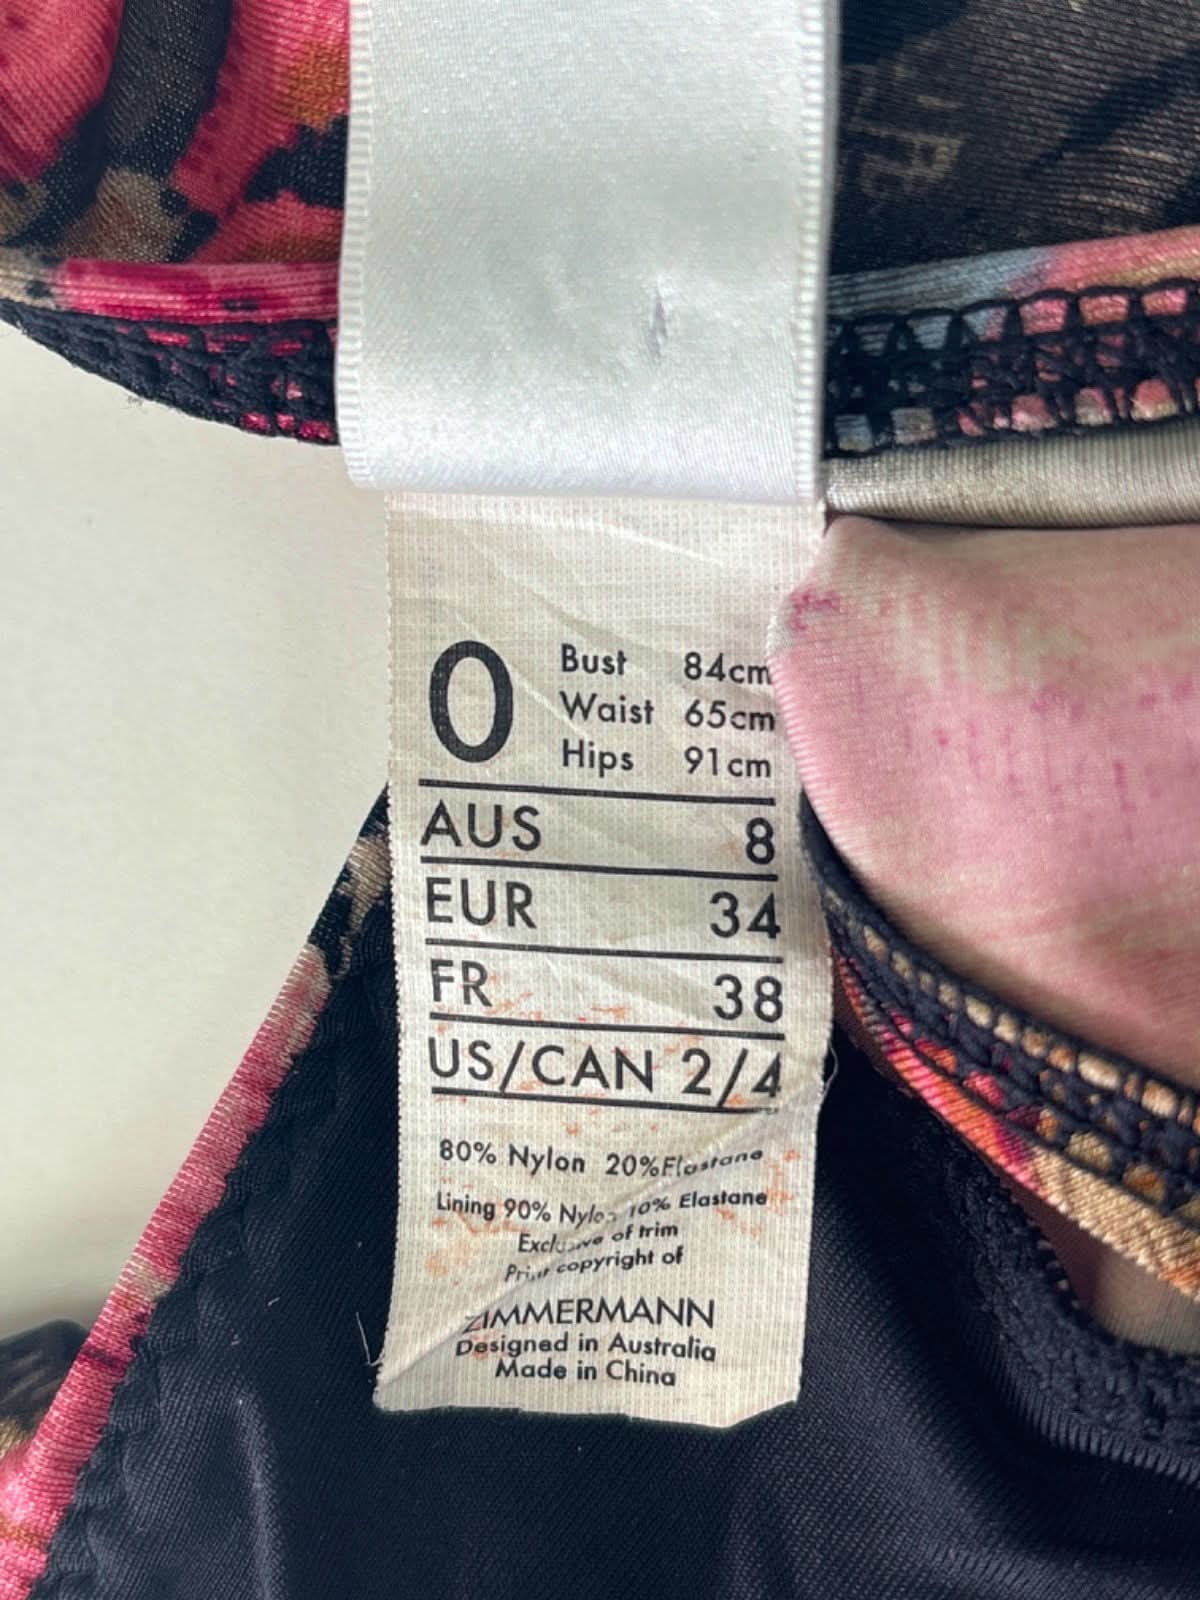 0
Bust 84cm
Waist 65cm
Hips 91cm
AUS 8
EUR 34
FR 38
US/CAN 2/4
80% Nylon 20%Elastane
Lining 90% Nylon 10% Elastane
Exclusive of trim
Print copyright of
ZIMMERMANN
Designed in Australia
Made in China